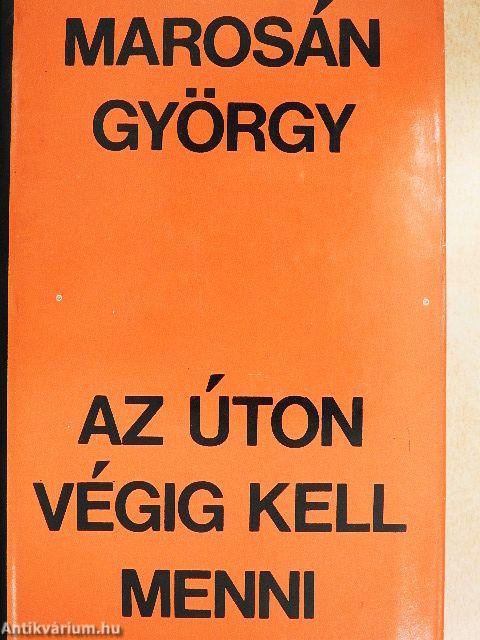 MAROSÁN
GYÖRGY
AZ ÚTON
VÉGIG KELL
MENNI
Antikvárium.hu